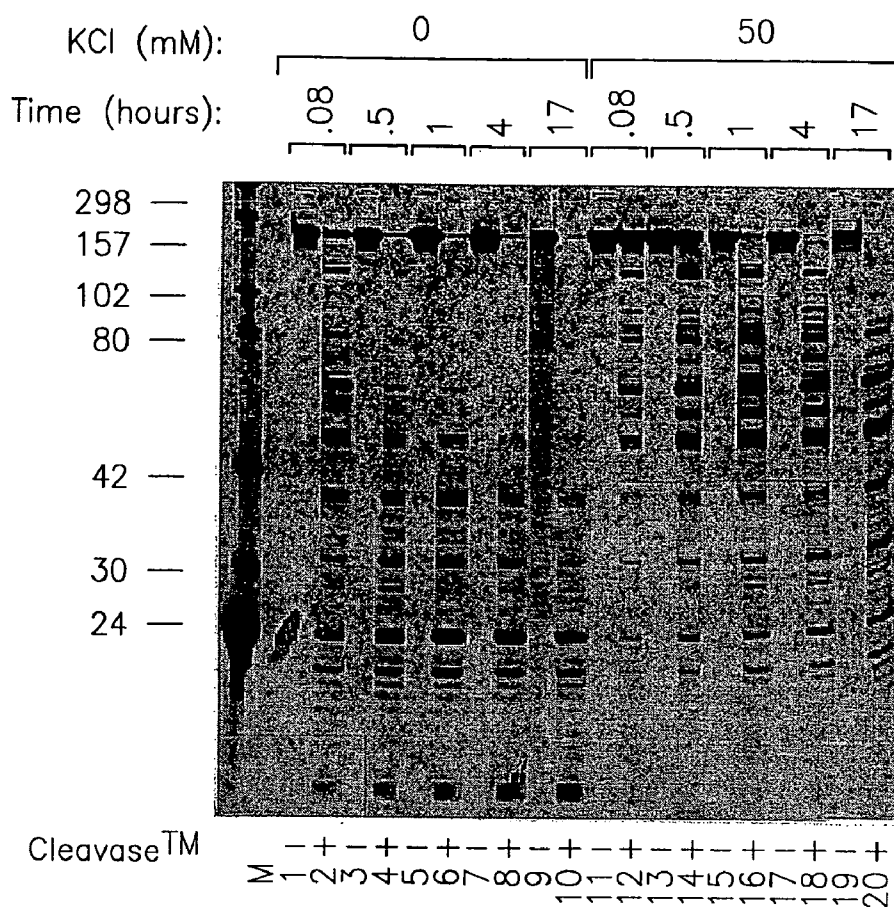 KCl (mM): 0 50
Time (hours): .08 .5 1 4 17 .08 .5 1 4 17
298 —
157 —
102 —
80 —
42 —
30 —
24 —
Cleavase™ – + – + – + – + – + – + – + – + – + – +
M 1 2 3 4 5 6 7 8 9 10 11 12 13 14 15 16 17 18 19 20